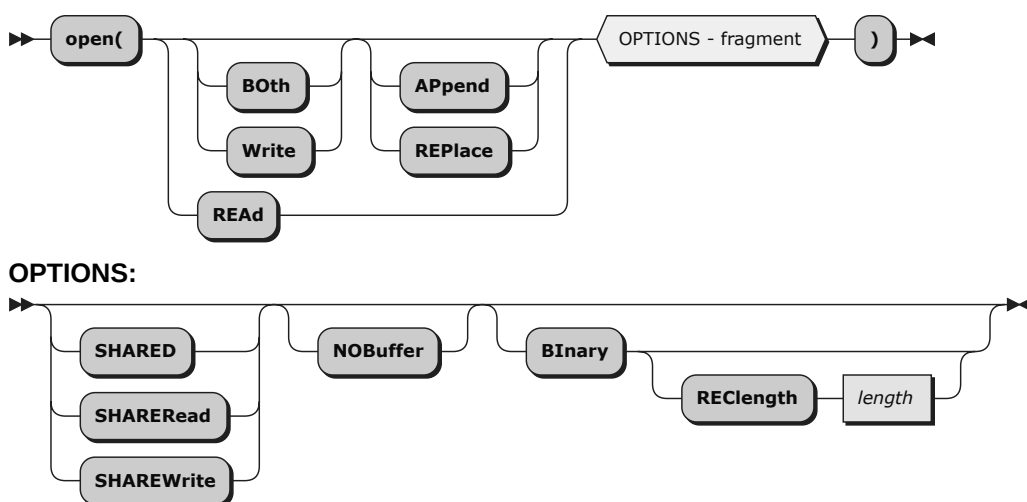 open( OPTIONS - fragment )
BOth APpend
Write REPlace
REAd
OPTIONS:
SHARED NOBuffer BInary
SHARERead REClength length
SHAREWrite